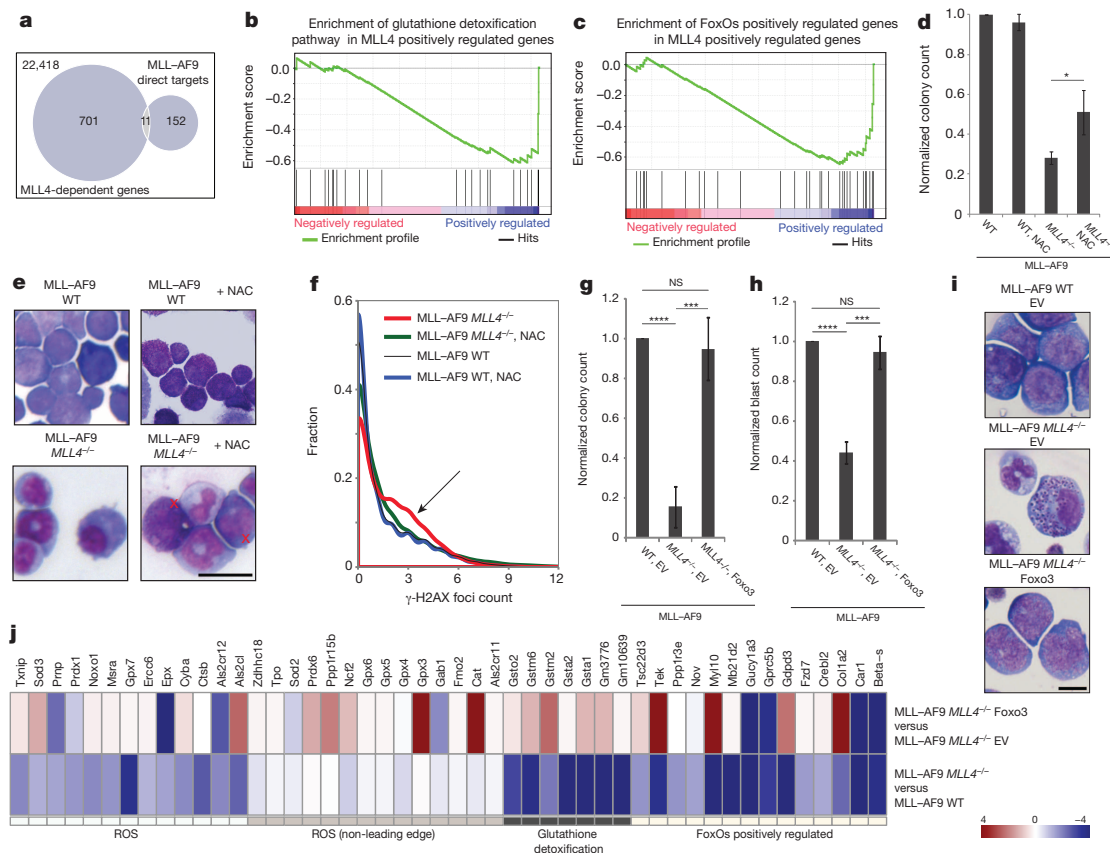 a
22,418
MLL–AF9
direct targets
701
11
152
MLL4-dependent genes
b
Enrichment of glutathione detoxification
pathway in MLL4 positively regulated genes
Enrichment score
0.0
−0.2
−0.4
−0.6
Negatively regulated
Positively regulated
Enrichment profile
Hits
c
Enrichment of FoxOs positively regulated genes
in MLL4 positively regulated genes
Enrichment score
0.0
−0.2
−0.4
−0.6
Negatively regulated
Positively regulated
Enrichment profile
Hits
d
Normalized colony count
1.0
0.8
0.6
0.4
0.2
0
*
WT
WT, NAC
MLL4–/–
MLL4–/–
NAC
MLL–AF9
e
MLL–AF9
WT
MLL–AF9
WT
+ NAC
MLL–AF9
MLL4–/–
MLL–AF9
MLL4–/–
+ NAC
x
x
f
Fraction
0.6
0.4
0.2
0
0
3
6
9
12
γ-H2AX foci count
MLL–AF9 MLL4–/–
MLL–AF9 MLL4–/–, NAC
MLL–AF9 WT
MLL–AF9 WT, NAC
g
Normalized colony count
1.2
1.0
0.8
0.6
0.4
0.2
0
NS
****
***
WT, EV
MLL4–/–, EV
MLL4–/–, Foxo3
MLL–AF9
h
Normalized blast count
1.2
1.0
0.8
0.6
0.4
0.2
0
NS
****
***
WT, EV
MLL4–/–, EV
MLL4–/–, Foxo3
MLL–AF9
i
MLL–AF9 WT
EV
MLL–AF9 MLL4–/–
EV
MLL–AF9 MLL4–/–
Foxo3
j
Txnip
Sod3
Prnp
Prdx1
Noxo1
Msra
Gpx7
Ercc6
Epx
Cyba
Ctsb
Als2cr12
Als2cl
Zdhhc18
Tpo
Sod2
Prdx6
Ppp1r15b
Ncf2
Gpx6
Gpx5
Gpx4
Gpx3
Gab1
Fmo2
Cat
Als2cr11
Gsto2
Gstm6
Gstm2
Gsta2
Gsta1
Gm3776
Gm10639
Tsc22d3
Tek
Ppp1r3e
Nov
Myl10
Mb21d2
Gucy1a3
Gprc5b
Gabpd3
Fzd7
Crebl2
Col1a2
Car1
Beta–s
MLL–AF9 MLL4–/– Foxo3
versus
MLL–AF9 MLL4–/– EV
MLL–AF9 MLL4–/–
versus
MLL–AF9 WT
ROS
ROS (non-leading edge)
Glutathione
detoxification
FoxOs positively regulated
4
0
−4